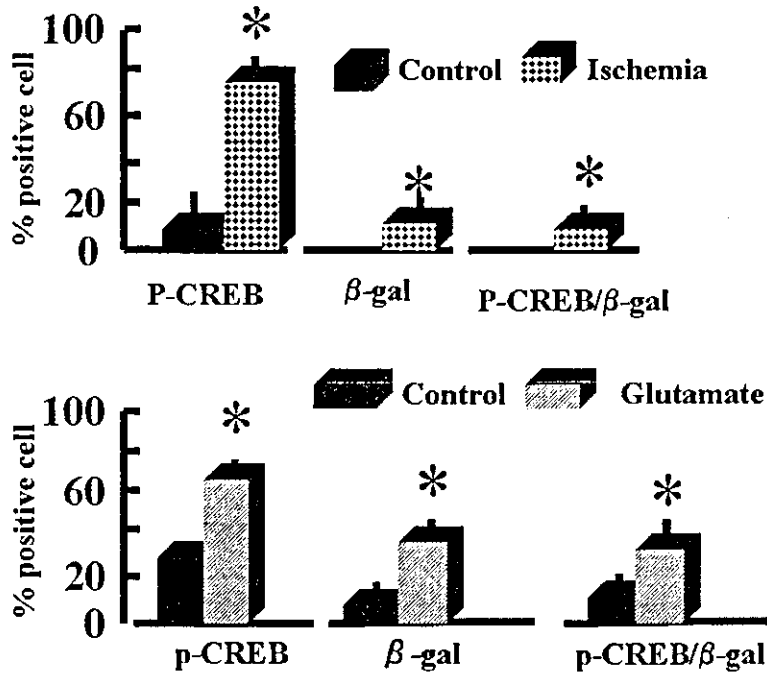 100
60
20
0
% positive cell
* * *
Control Ischemia
P-CREB β-gal P-CREB/β-gal
Control Glutamate
100
60
20
0
% positive cell
* * *
p-CREB β-gal p-CREB/β-gal